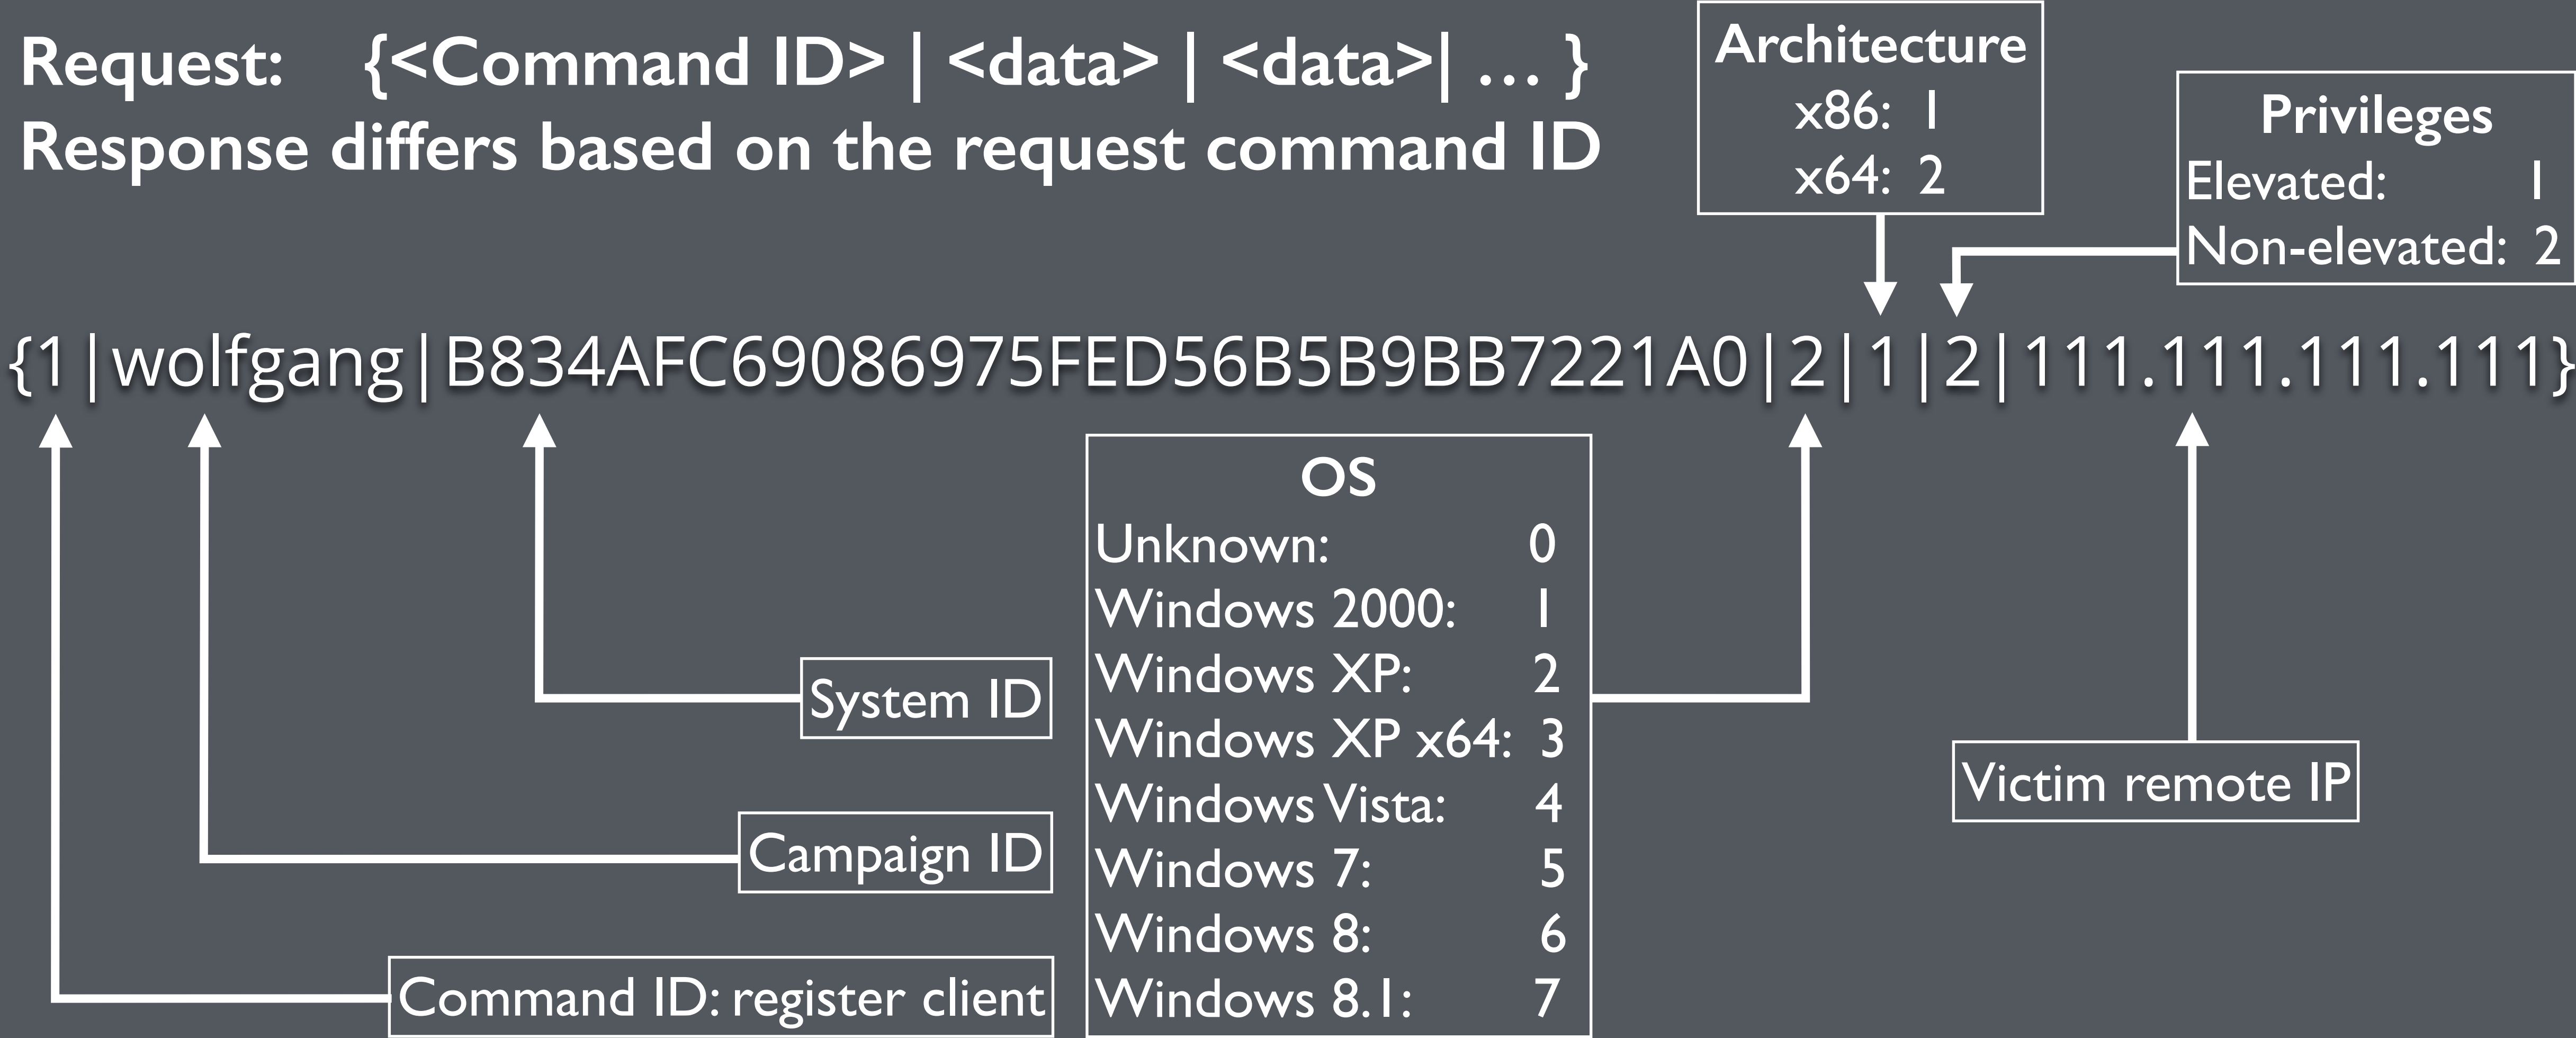 Request: {<Command ID> | <data> | <data>| … }
Response differs based on the request command ID
Architecture
x86: 1
x64: 2
Privileges
Elevated: 1
Non-elevated: 2
{1|wolfgang|B834AFC69086975FED56B5B9BB7221A0|2|1|2|111.111.111.111}
OS
Unknown: 0
Windows 2000: 1
Windows XP: 2
Windows XP x64: 3
Windows Vista: 4
Windows 7: 5
Windows 8: 6
Windows 8.1: 7
System ID
Campaign ID
Command ID: register client
Victim remote IP